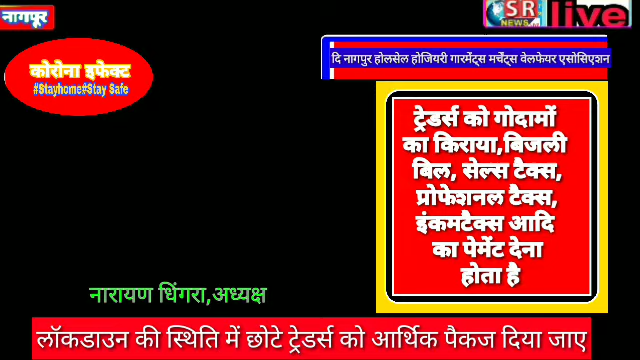 नागपूर
SR
NEWS
live
कोरोना इफेक्ट
#Stayhome#Stay Safe
दि नागपुर होलसेल होजियरी गारमेंट्स मर्चेंट्स वेलफेयर एसोसिएशन
ट्रेडर्स को गोदामों
का किराया,बिजली
बिल, सेल्स टैक्स,
प्रोफेशनल टैक्स,
इंकमटैक्स आदि
का पेमेंट देना
होता है
नारायण धिंगरा,अध्यक्ष
लॉकडाउन की स्थिति में छोटे ट्रेडर्स को आर्थिक पैकज दिया जाए